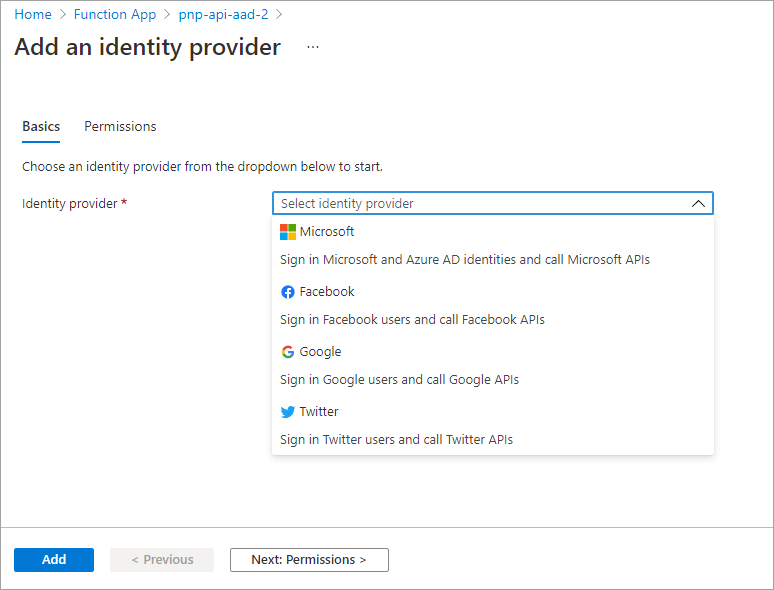 Home > Function App > pnp-api-aad-2 >
Add an identity provider ...
Basics Permissions
Choose an identity provider from the dropdown below to start.
Identity provider * Select identity provider
Microsoft
Sign in Microsoft and Azure AD identities and call Microsoft APIs
Facebook
Sign in Facebook users and call Facebook APIs
Google
Sign in Google users and call Google APIs
Twitter
Sign in Twitter users and call Twitter APIs
Add < Previous Next: Permissions >